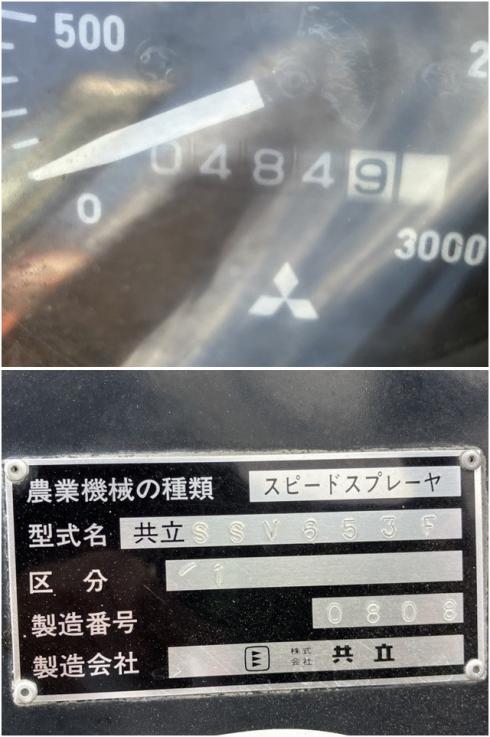 500
2
04849
0
3000
農業機械の種類 スピードスプレーヤ
型式名 共立SSV653F
区分 -1
製造番号 0808
製造会社 株式会社 共立